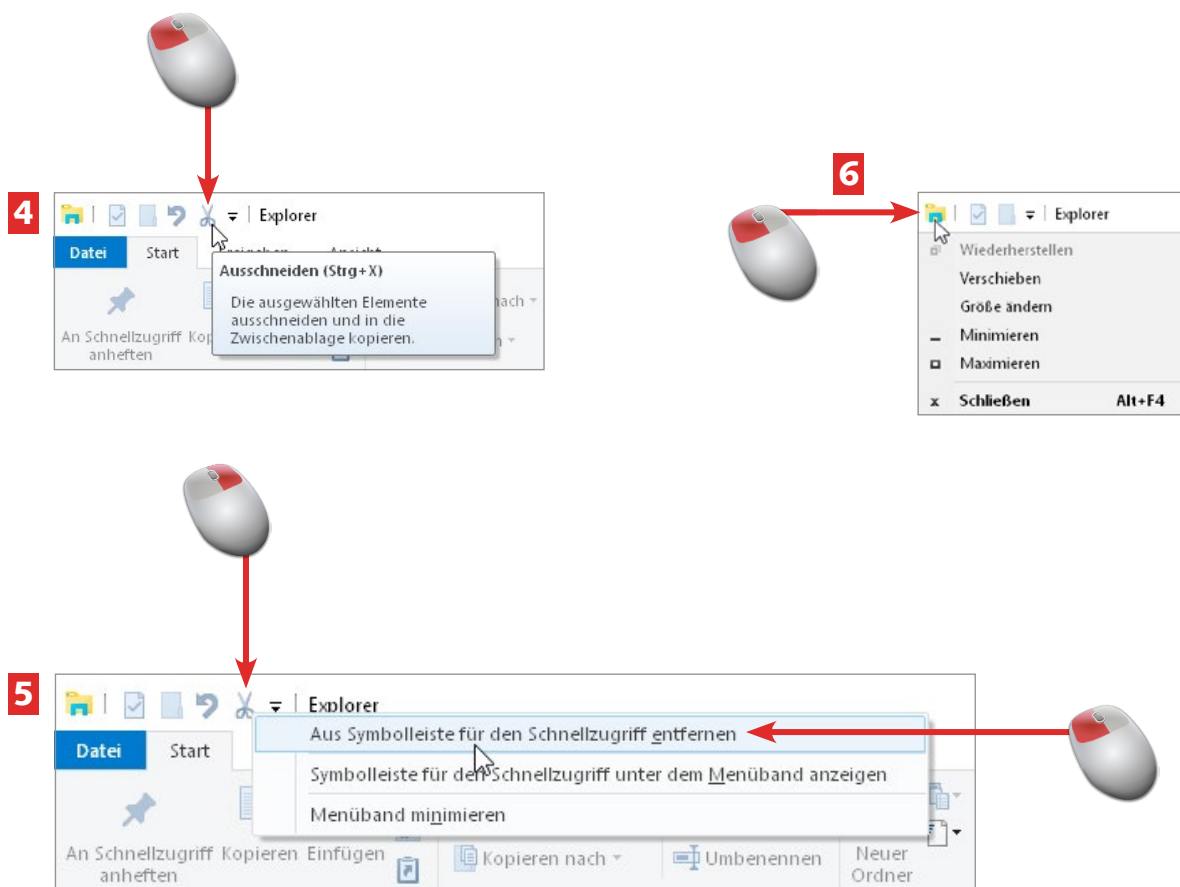 4
Explorer
Datei Start
Ausschneiden (Strg+X)
Die ausgewählten Elemente
ausschneiden und in die
Zwischenablage kopieren.
An Schnellzugriff
anheften
6
Explorer
Wiederherstellen
Verschieben
Größe ändern
Minimieren
Maximieren
Schließen Alt+F4
5
Explorer
Datei Start
Aus Symbolleiste für den Schnellzugriff entfernen
Symbolleiste für den Schnellzugriff unter dem Menüband anzeigen
Menüband minimieren
An Schnellzugriff Kopieren Einfügen
anheften
Kopieren nach
Umbenennen
Neuer
Ordner